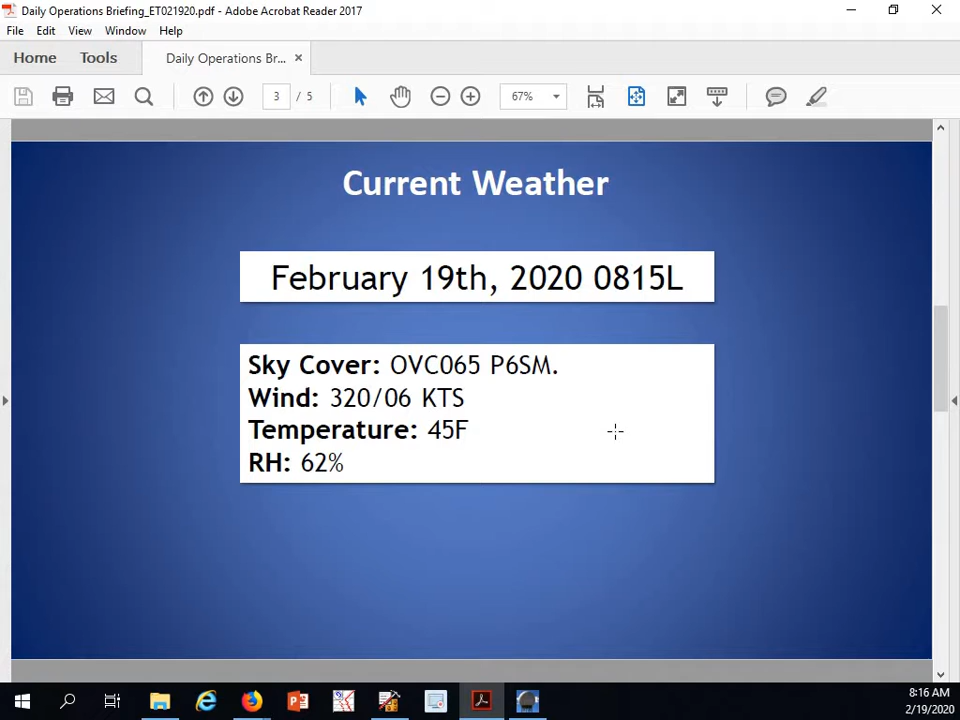 Daily Operations Briefing_ET021920.pdf - Adobe Acrobat Reader 2017
File Edit View Window Help
Home Tools Daily Operations Br... ×
3 / 5 67%
Current Weather
February 19th, 2020 0815L
Sky Cover: OVC065 P6SM.
Wind: 320/06 KTS
Temperature: 45F
RH: 62%
8:16 AM
2/19/2020